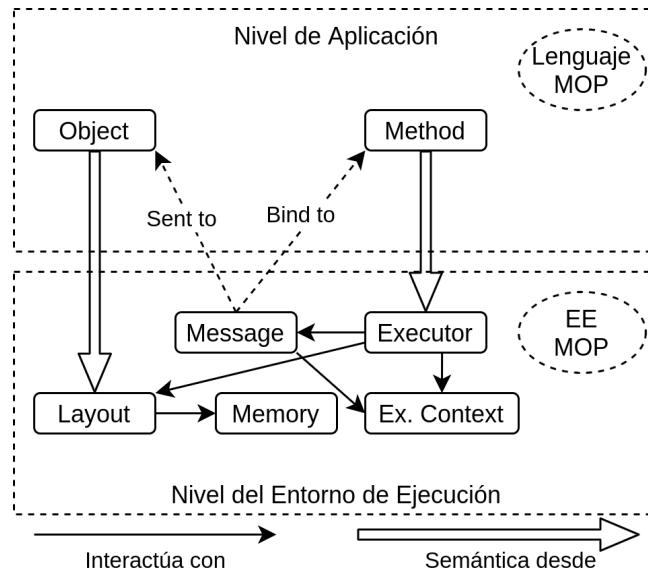 Nivel de Aplicación
Lenguaje
MOP
Object
Method
Sent to
Bind to
Message
Executor
EE
MOP
Layout
Memory
Ex. Context
Nivel del Entorno de Ejecución
Interactúa con
Semántica desde